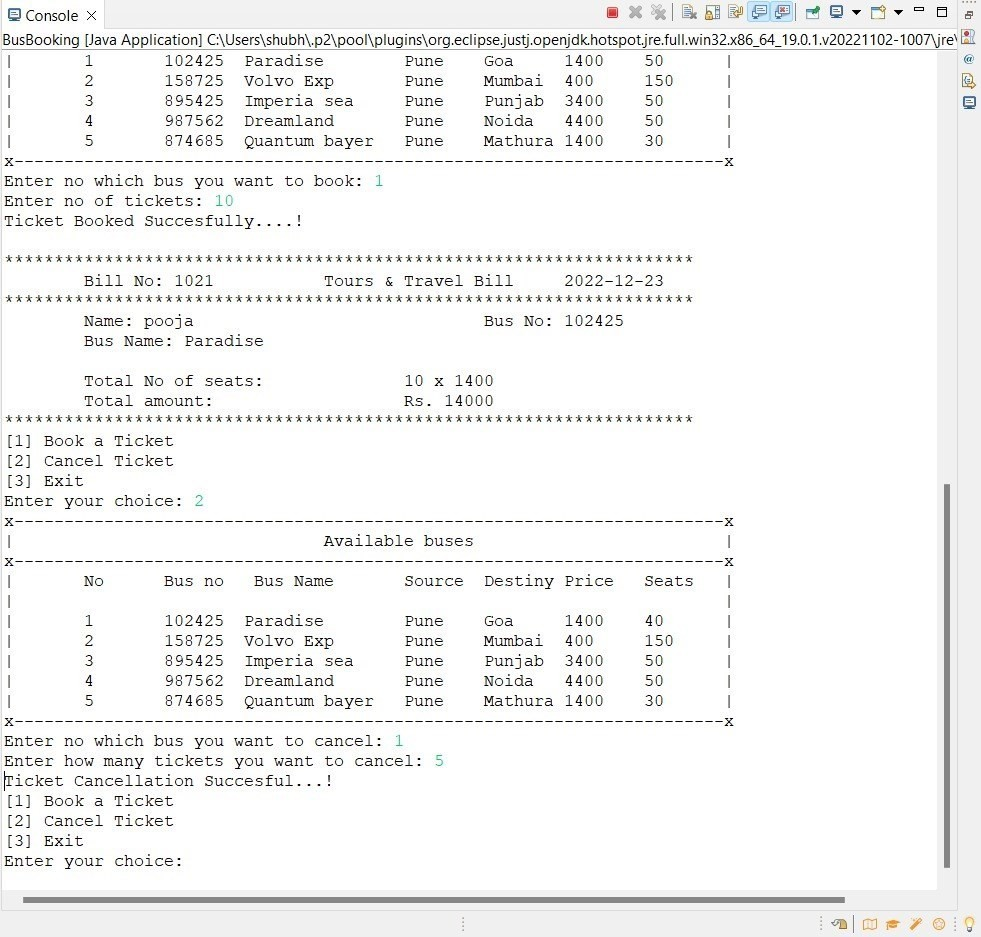 Console
BusBooking [Java Application] C:\Users\shubh\.p2\pool\plugins\org.eclipse.justj.openjdk.hotspot.jre.full.win32.x86_64_19.0.1.v20221102-1007\jre\
| 1 102425 Paradise Pune Goa 1400 50 |
| 2 158725 Volvo Exp Pune Mumbai 400 150 |
| 3 895425 Imperia sea Pune Punjab 3400 50 |
| 4 987562 Dreamland Pune Noida 4400 50 |
| 5 874685 Quantum bayer Pune Mathura 1400 30 |
x-----------------------------------------------------------------------x
Enter no which bus you want to book: 1
Enter no of tickets: 10
Ticket Booked Succesfully....!
*********************************************************************
Bill No: 1021 Tours & Travel Bill 2022-12-23
*********************************************************************
Name: pooja Bus No: 102425
Bus Name: Paradise
Total No of seats: 10 x 1400
Total amount: Rs. 14000
*********************************************************************
[1] Book a Ticket
[2] Cancel Ticket
[3] Exit
Enter your choice: 2
x-----------------------------------------------------------------------x
| Available buses |
x-----------------------------------------------------------------------x
| No Bus no Bus Name Source Destiny Price Seats |
| |
| 1 102425 Paradise Pune Goa 1400 40 |
| 2 158725 Volvo Exp Pune Mumbai 400 150 |
| 3 895425 Imperia sea Pune Punjab 3400 50 |
| 4 987562 Dreamland Pune Noida 4400 50 |
| 5 874685 Quantum bayer Pune Mathura 1400 30 |
x-----------------------------------------------------------------------x
Enter no which bus you want to cancel: 1
Enter how many tickets you want to cancel: 5
Ticket Cancellation Succesful...!
[1] Book a Ticket
[2] Cancel Ticket
[3] Exit
Enter your choice: